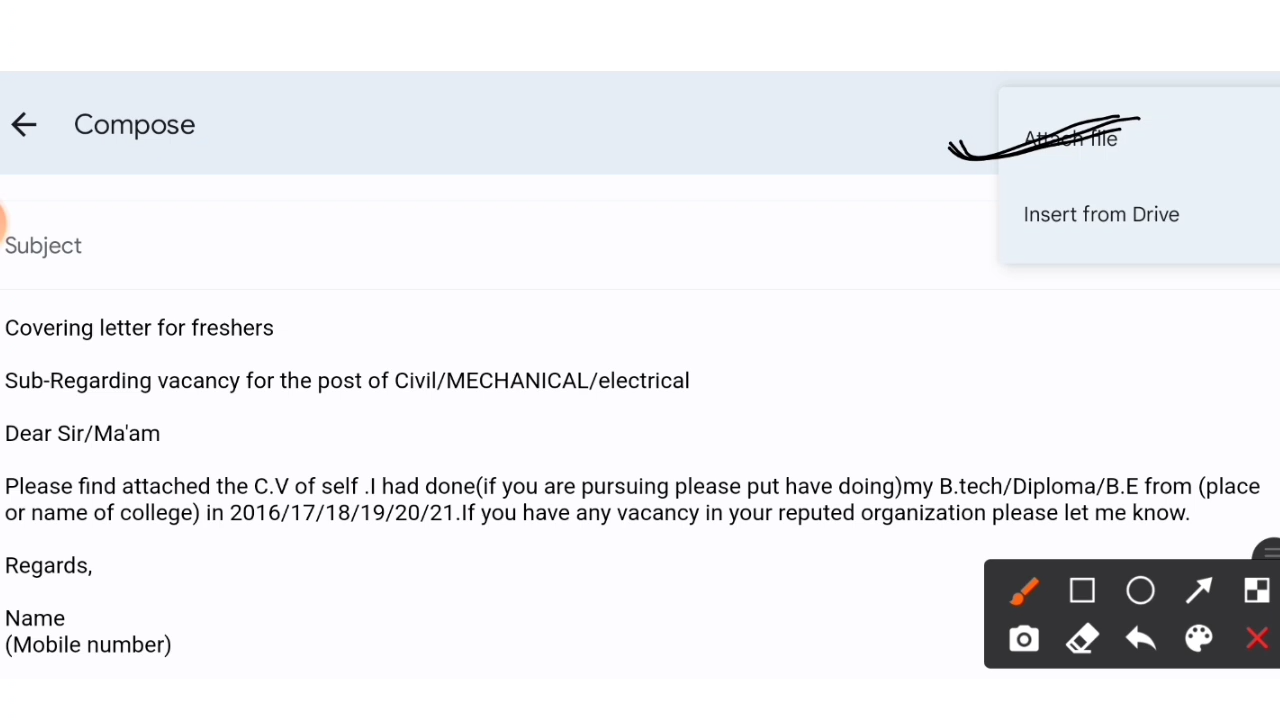 Compose
Attach file
Insert from Drive
Subject
Covering letter for freshers
Sub-Regarding vacancy for the post of Civil/MECHANICAL/electrical
Dear Sir/Ma'am
Please find attached the C.V of self .I had done(if you are pursuing please put have doing)my B.tech/Diploma/B.E from (place
or name of college) in 2016/17/18/19/20/21.If you have any vacancy in your reputed organization please let me know.
Regards,
Name
(Mobile number)